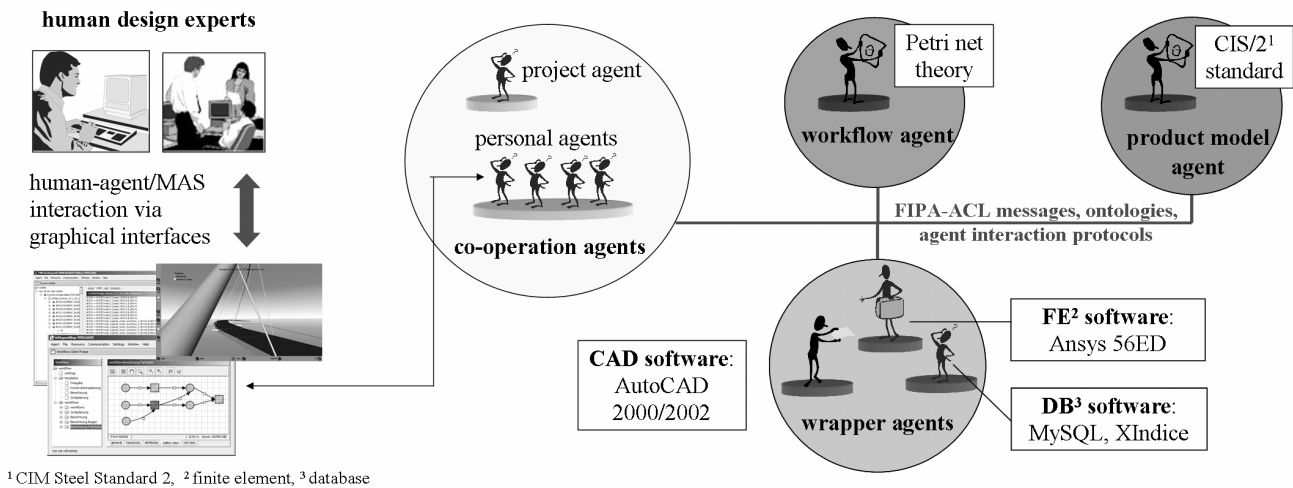 human design experts
human-agent/MAS
interaction via
graphical interfaces
project agent
personal agents
co-operation agents
Petri net
theory
workflow agent
CIS/2¹
standard
product model
agent
FIPA-ACL messages, ontologies,
agent interaction protocols
CAD software:
AutoCAD
2000/2002
wrapper agents
FE² software:
Ansys 56ED
DB³ software:
MySQL, XIndice
¹ CIM Steel Standard 2, ² finite element, ³ database